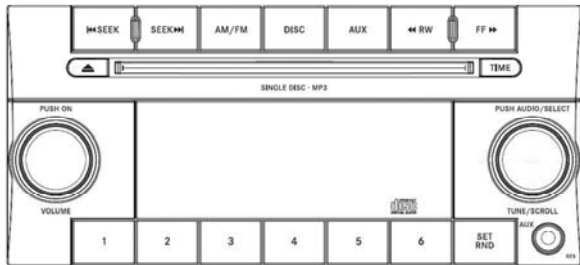 ⏮SEEK SEEK⏭ AM/FM DISC AUX ◀◀ RW FF ▶▶
TIME
SINGLE DISC · MP3
PUSH ON PUSH AUDIO/SELECT
VOLUME TUNE/SCROLL
AUX
1 2 3 4 5 6 SET
RND
RES